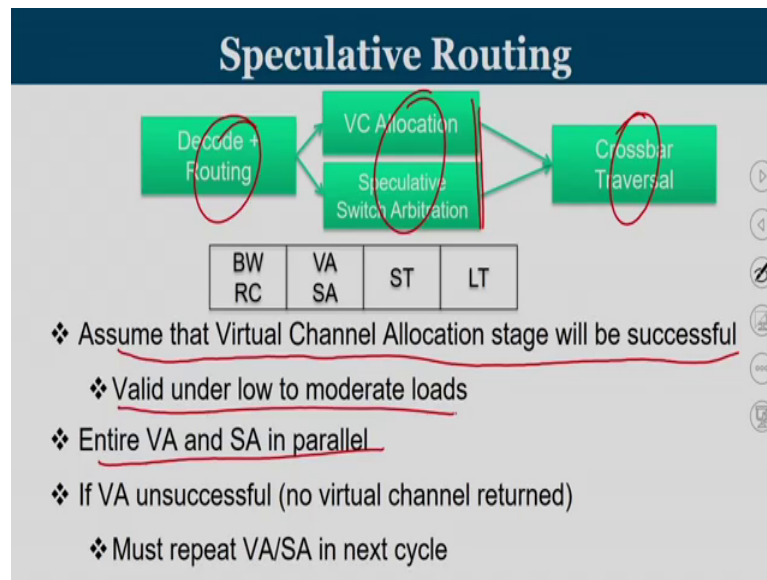 Speculative Routing
Decode +
Routing
VC Allocation
Speculative
Switch Arbitration
Crossbar
Traversal
BW RC
VA SA
ST
LT
❖ Assume that Virtual Channel Allocation stage will be successful
❖ Valid under low to moderate loads
❖ Entire VA and SA in parallel
❖ If VA unsuccessful (no virtual channel returned)
❖ Must repeat VA/SA in next cycle